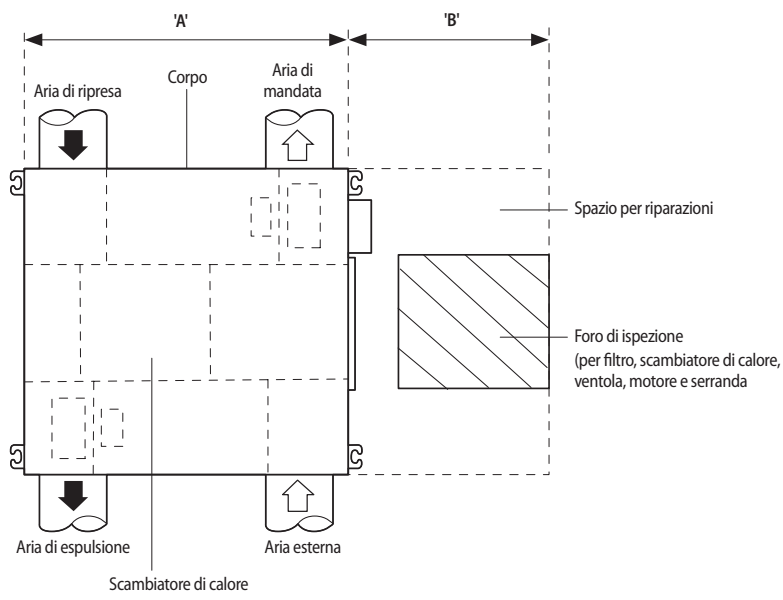 'A'
'B'
Aria di ripresa
Corpo
Aria di
mandata
Spazio per riparazioni
Foro di ispezione
(per filtro, scambiatore di calore,
ventola, motore e serranda
Aria di espulsione
Aria esterna
Scambiatore di calore